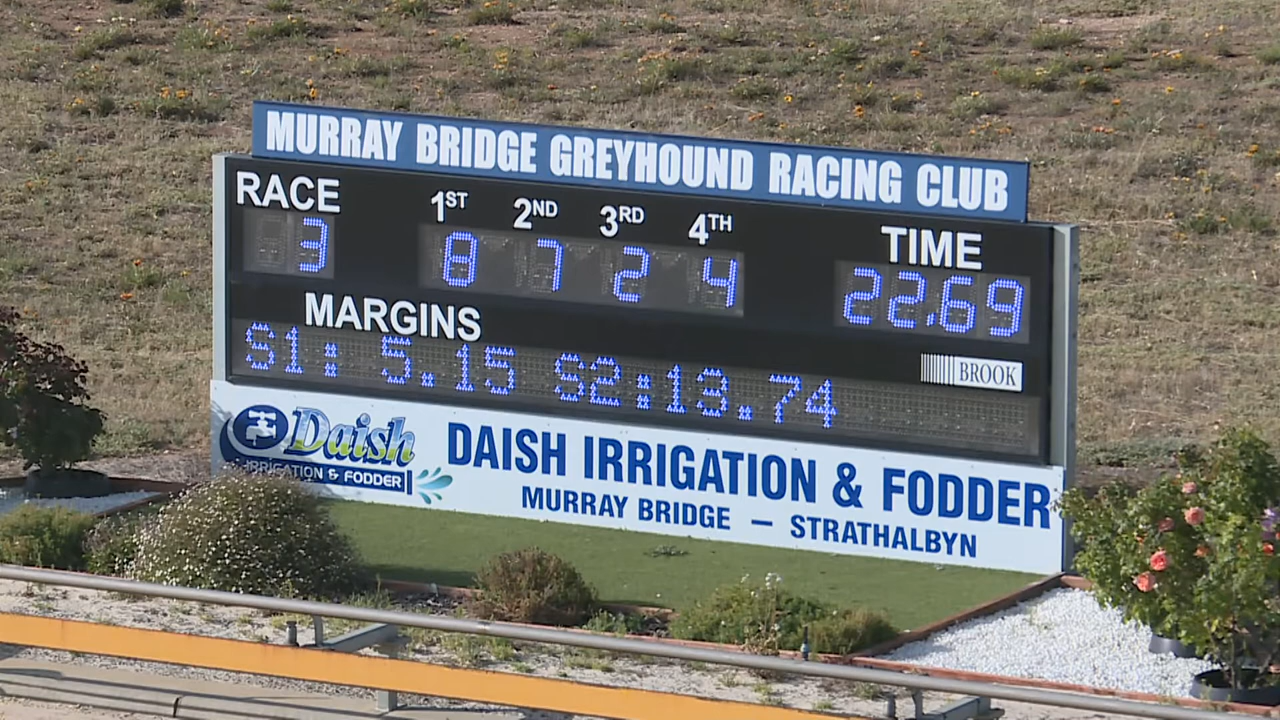 MURRAY BRIDGE GREYHOUND RACING CLUB
RACE 1ST 2ND 3RD 4TH TIME
3 8 7 2 4 22.69
MARGINS
S1: 5.15 S2:13.74
BROOK
Daish
IRRIGATION & FODDER
DAISH IRRIGATION & FODDER
MURRAY BRIDGE – STRATHALBYN